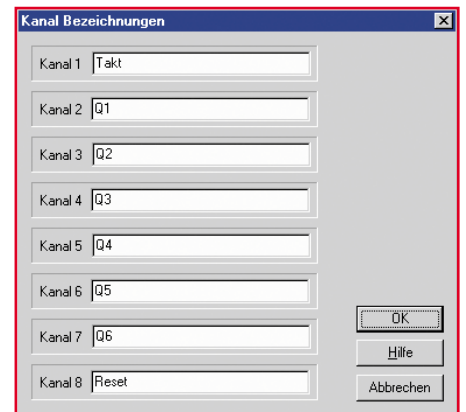 Kanal Bezeichnungen
Kanal 1 Takt
Kanal 2 Q1
Kanal 3 Q2
Kanal 4 Q3
Kanal 5 Q4
Kanal 6 Q5
Kanal 7 Q6
Kanal 8 Reset
OK
Hilfe
Abbrechen